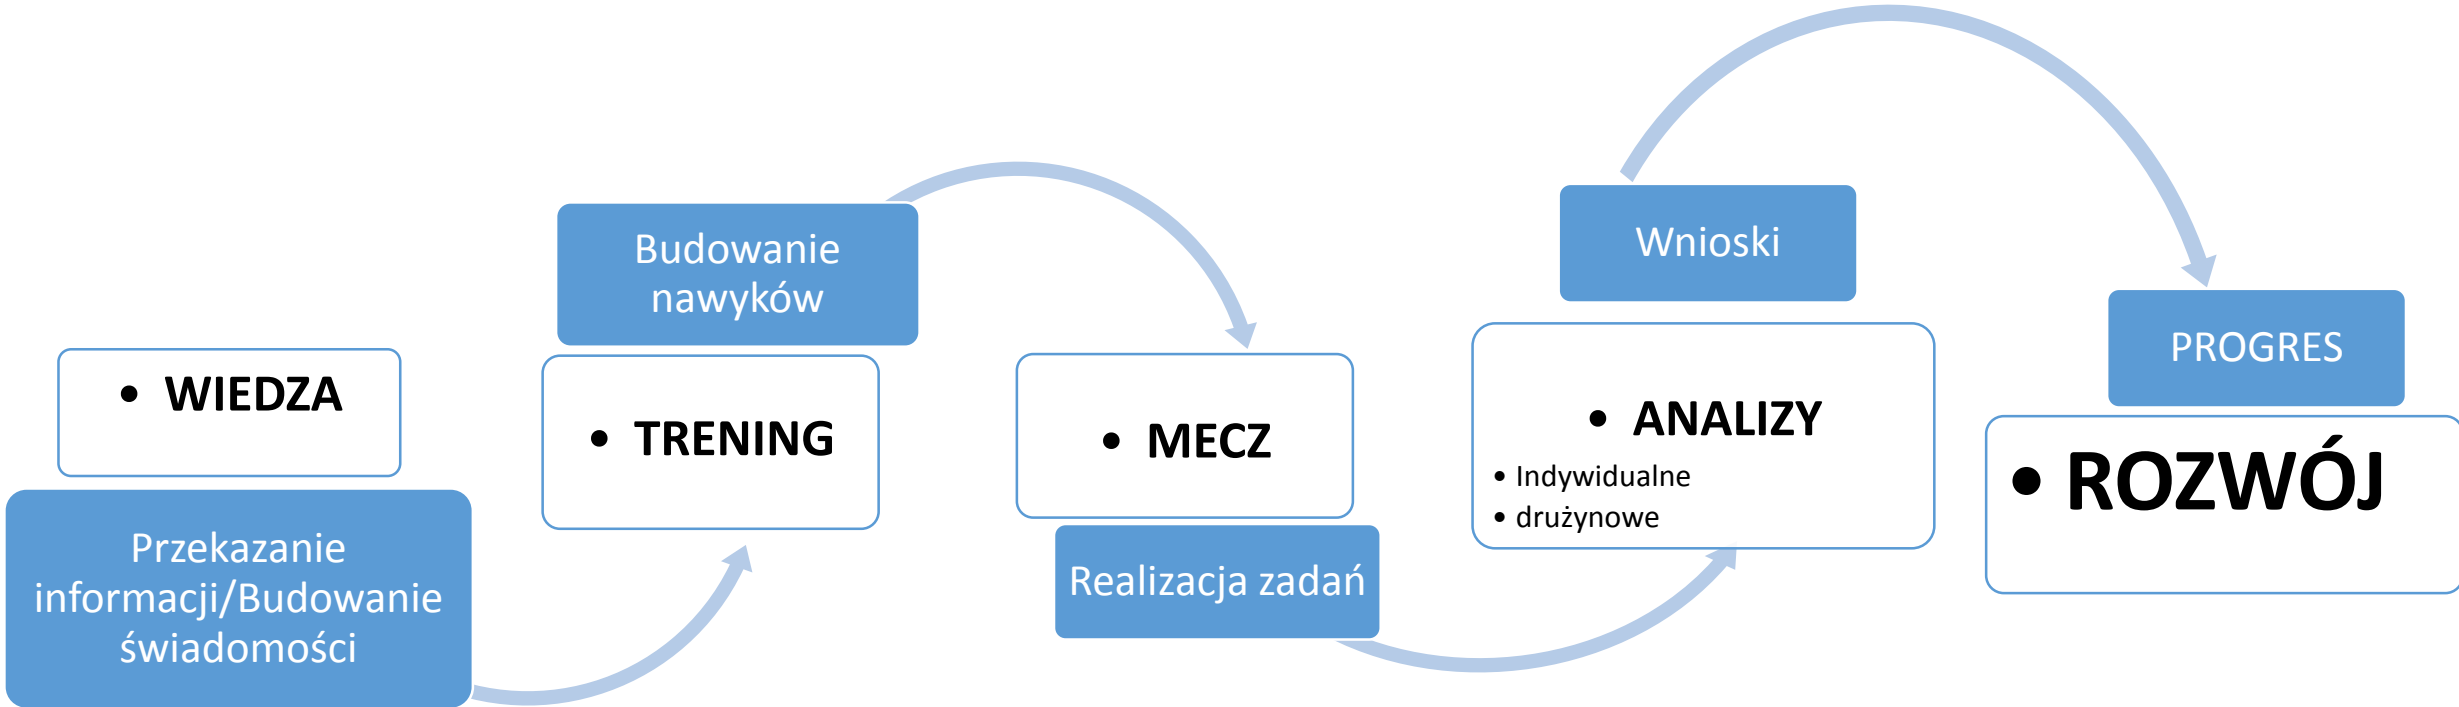 • WIEDZA
Przekazanie
informacji/Budowanie
świadomości
Budowanie
nawyków
• TRENING
• MECZ
Realizacja zadań
Wnioski
• ANALIZY
• Indywidualne
• drużynowe
PROGRES
• ROZWÓJ